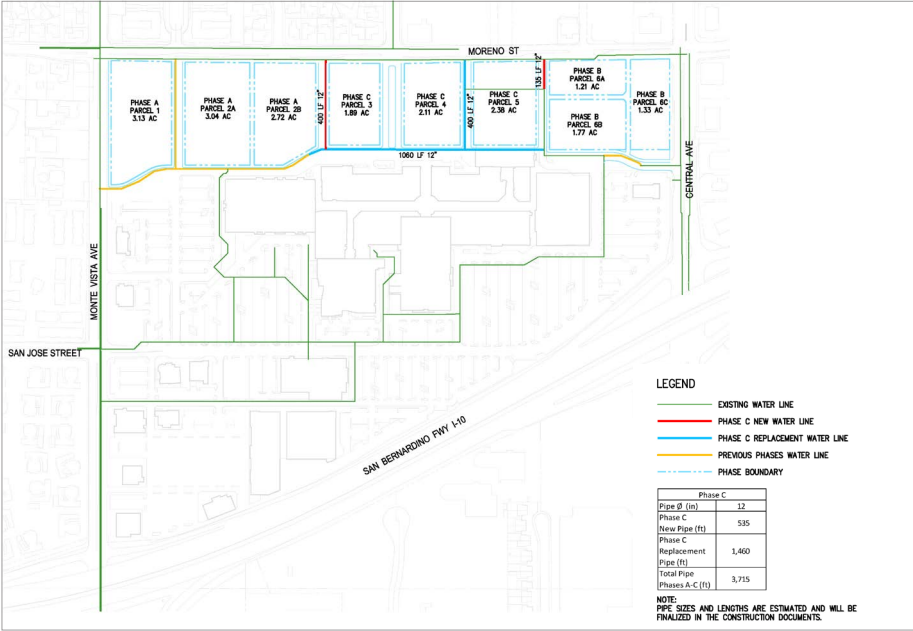 MORENO ST
PHASE A
PARCEL 1
3.13 AC
PHASE A
PARCEL 2A
3.04 AC
PHASE A
PARCEL 2B
2.72 AC
400 LF 12"
PHASE C
PARCEL 3
1.89 AC
PHASE C
PARCEL 4
2.11 AC
400 LF 12"
PHASE C
PARCEL 5
2.38 AC
135 LF 12"
PHASE B
PARCEL 6A
1.21 AC
PHASE B
PARCEL 6B
1.77 AC
PHASE B
PARCEL 6C
1.33 AC
1060 LF 12"
CENTRAL AVE
MONTE VISTA AVE
SAN JOSE STREET
SAN BERNARDINO FWY I-10
LEGEND
EXISTING WATER LINE
PHASE C NEW WATER LINE
PHASE C REPLACEMENT WATER LINE
PREVIOUS PHASES WATER LINE
PHASE BOUNDARY
Phase C
Pipe Ø (in) 12
Phase C
New Pipe (ft) 535
Phase C
Replacement 1,460
Pipe (ft)
Total Pipe
Phases A-C (ft) 3,715
NOTE:
PIPE SIZES AND LENGTHS ARE ESTIMATED AND WILL BE
FINALIZED IN THE CONSTRUCTION DOCUMENTS.